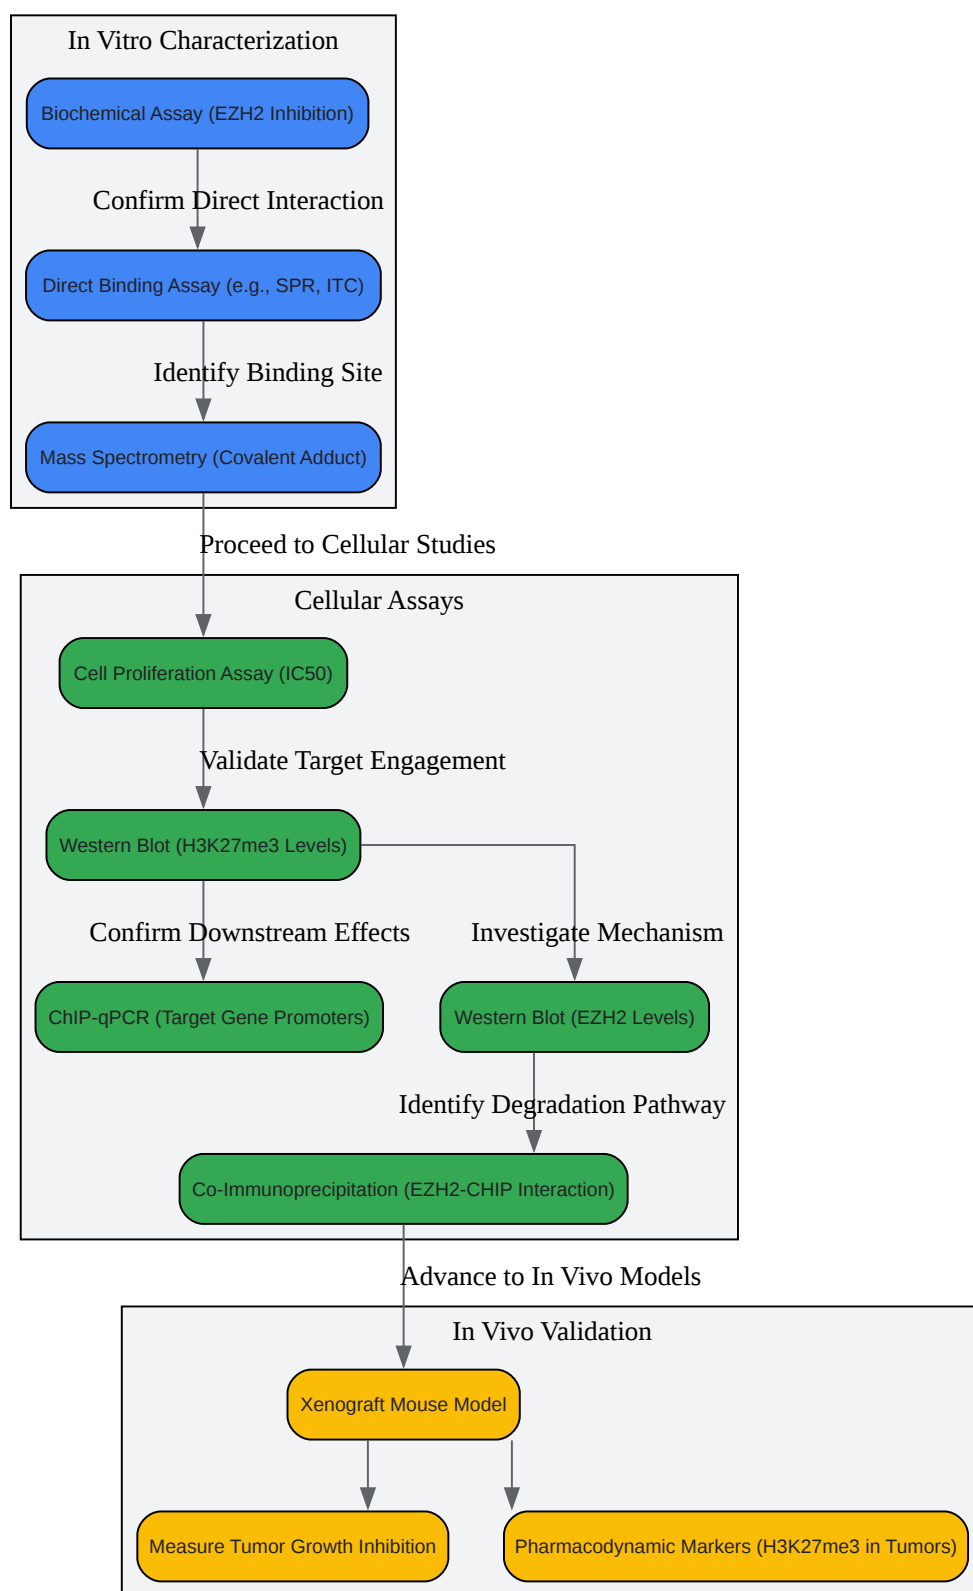 In Vitro Characterization
Biochemical Assay (EZH2 Inhibition)
Confirm Direct Interaction
Direct Binding Assay (e.g., SPR, ITC)
Identify Binding Site
Mass Spectrometry (Covalent Adduct)
Proceed to Cellular Studies
Cellular Assays
Cell Proliferation Assay (IC50)
Validate Target Engagement
Western Blot (H3K27me3 Levels)
Confirm Downstream Effects
Investigate Mechanism
ChIP-qPCR (Target Gene Promoters)
Western Blot (EZH2 Levels)
Identify Degradation Pathway
Co-Immunoprecipitation (EZH2-CHIP Interaction)
Advance to In Vivo Models
In Vivo Validation
Xenograft Mouse Model
Measure Tumor Growth Inhibition
Pharmacodynamic Markers (H3K27me3 in Tumors)